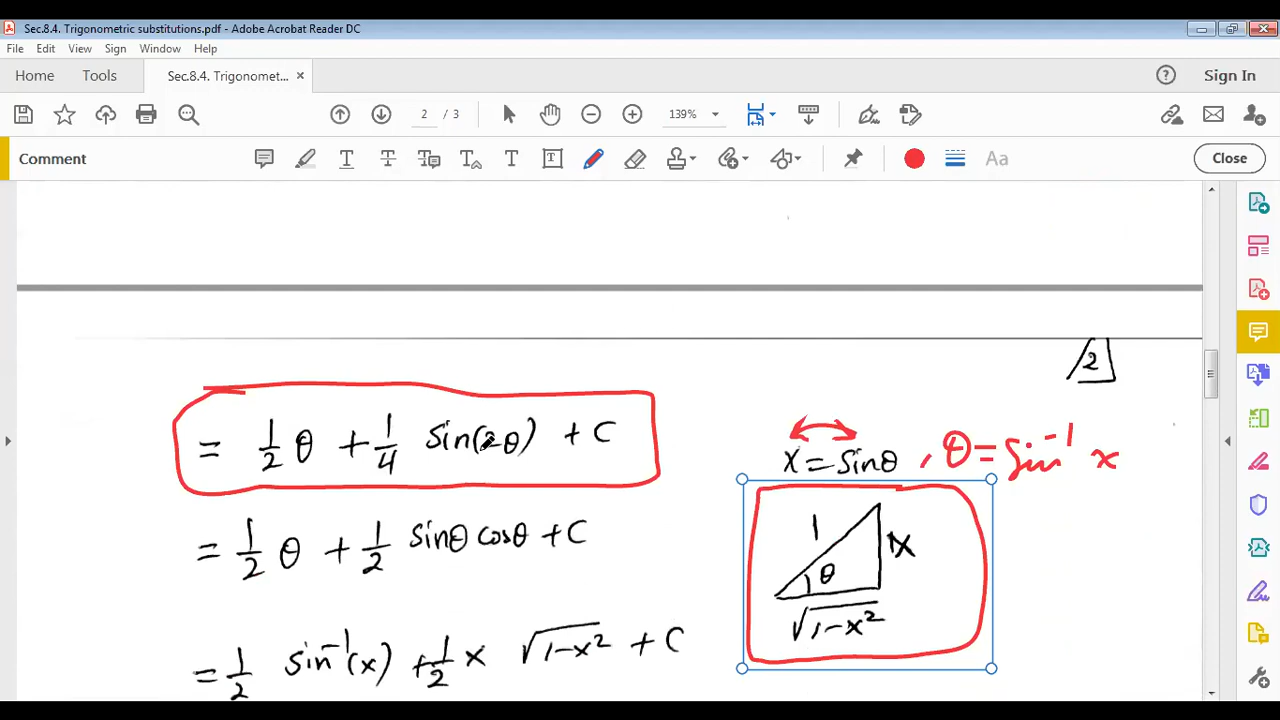 Sec.8.4. Trigonometric substitutions.pdf - Adobe Acrobat Reader DC
File Edit View Sign Window Help
Home Tools Sec.8.4. Trigonomet... × Sign In
2 / 3 139%
Comment Aa Close
2
= 1/2 θ + 1/4 sin(2θ) + C
x = sinθ , θ = sin⁻¹ x
= 1/2 θ + 1/2 sinθ cosθ + C
1 x
θ
√1-x²
= 1/2 sin⁻¹(x) + 1/2 x √1-x² + C